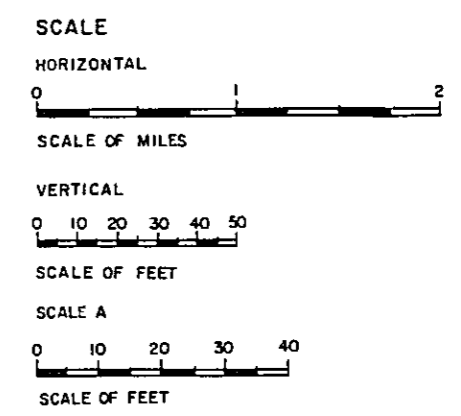 SCALE
HORIZONTAL
0 1 2
SCALE OF MILES
VERTICAL
0 10 20 30 40 50
SCALE OF FEET
SCALE A
0 10 20 30 40
SCALE OF FEET